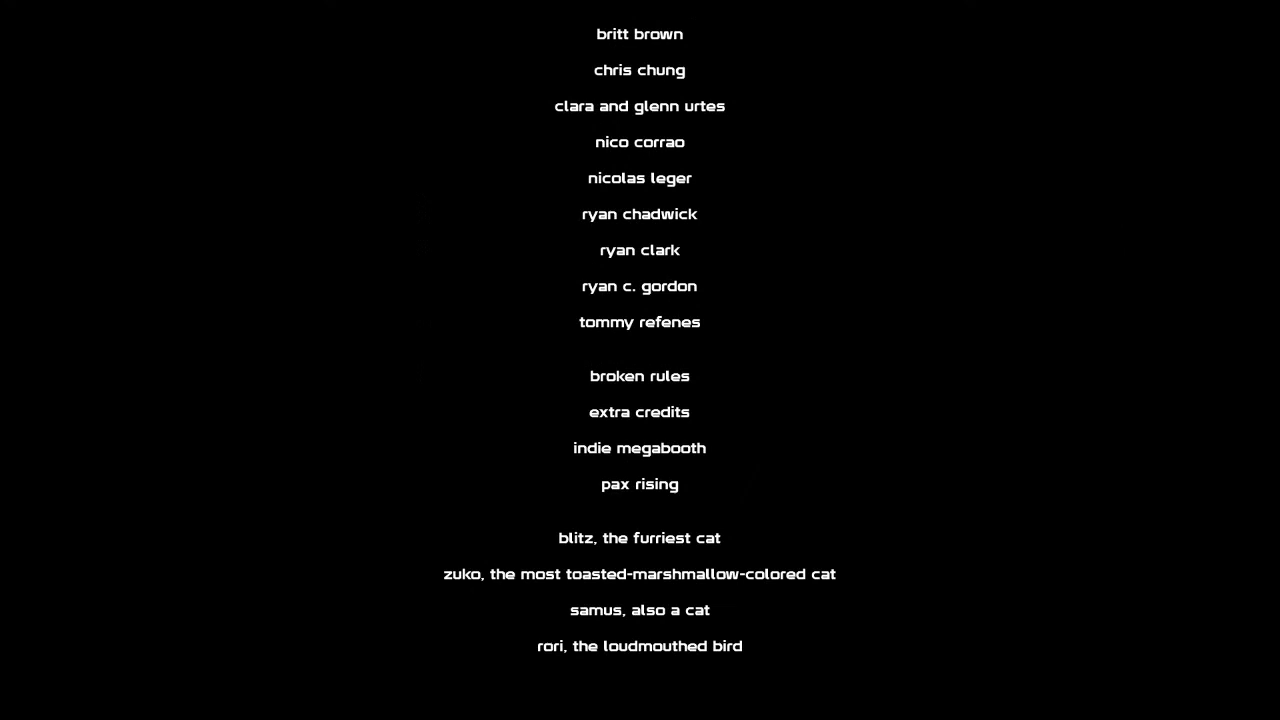 britt brown
chris chung
clara and glenn urtes
nico corrao
nicolas leger
ryan chadwick
ryan clark
ryan c. gordon
tommy refenes
broken rules
extra credits
indie megabooth
pax rising
blitz, the furriest cat
zuko, the most toasted-marshmallow-colored cat
samus, also a cat
rori, the loudmouthed bird